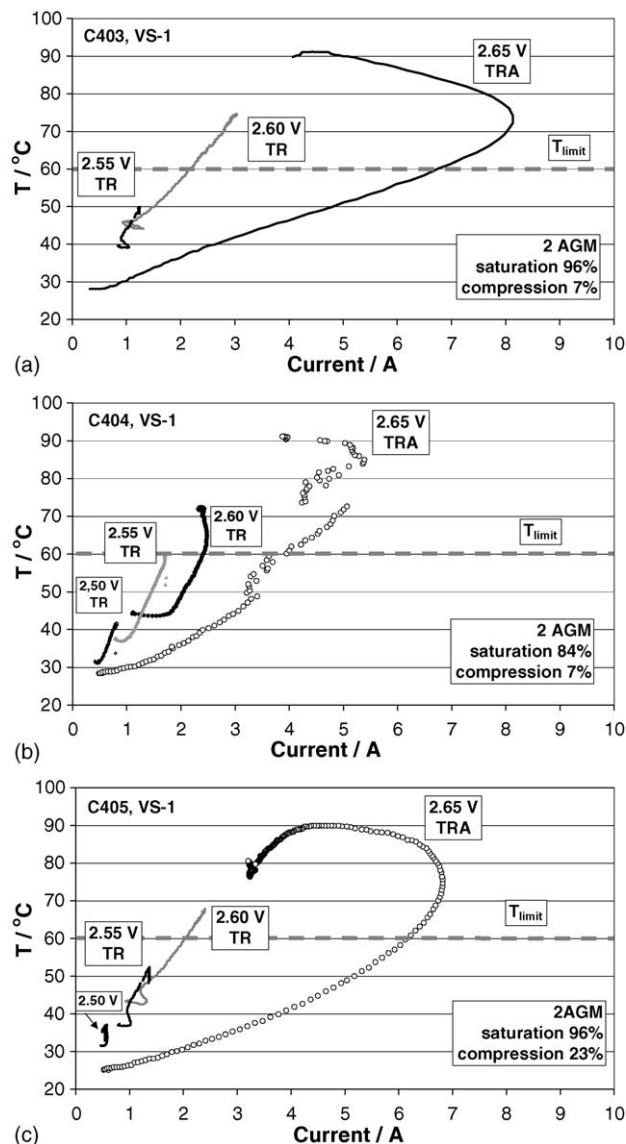 C403, VS-1
2.65 V
TRA
2.60 V
TR
2.55 V
TR
T limit
2 AGM
saturation 96%
compression 7%
T / °C
100
90
80
70
60
50
40
30
20
0 1 2 3 4 5 6 7 8 9 10
(a)
Current / A
C404, VS-1
2.65 V
TRA
2.60 V
TR
2.55 V
TR
2,50 V
TR
T limit
2 AGM
saturation 84%
compression 7%
T / °C
100
90
80
70
60
50
40
30
20
0 1 2 3 4 5 6 7 8 9 10
(b)
Current / A
C405, VS-1
2.65 V
TRA
2.60 V
TR
2.55 V
TR
2.50 V
T limit
2AGM
saturation 96%
compression 23%
T / °C
100
90
80
70
60
50
40
30
20
0 1 2 3 4 5 6 7 8 9 10
(c)
Current / A